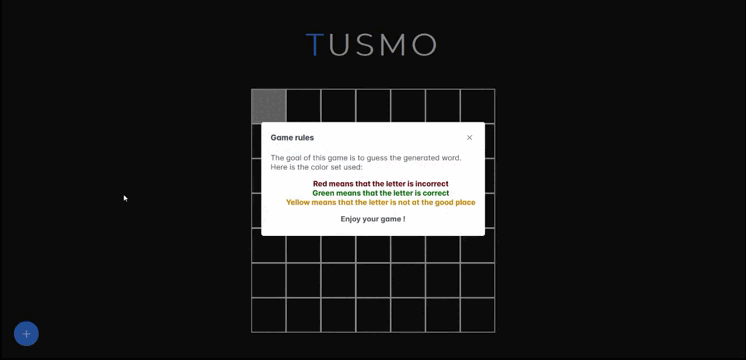 TUSMO
Game rules
The goal of this game is to guess the generated word.
Here is the color set used:
Red means that the letter is incorrect
Green means that the letter is correct
Yellow means that the letter is not at the good place
Enjoy your game !